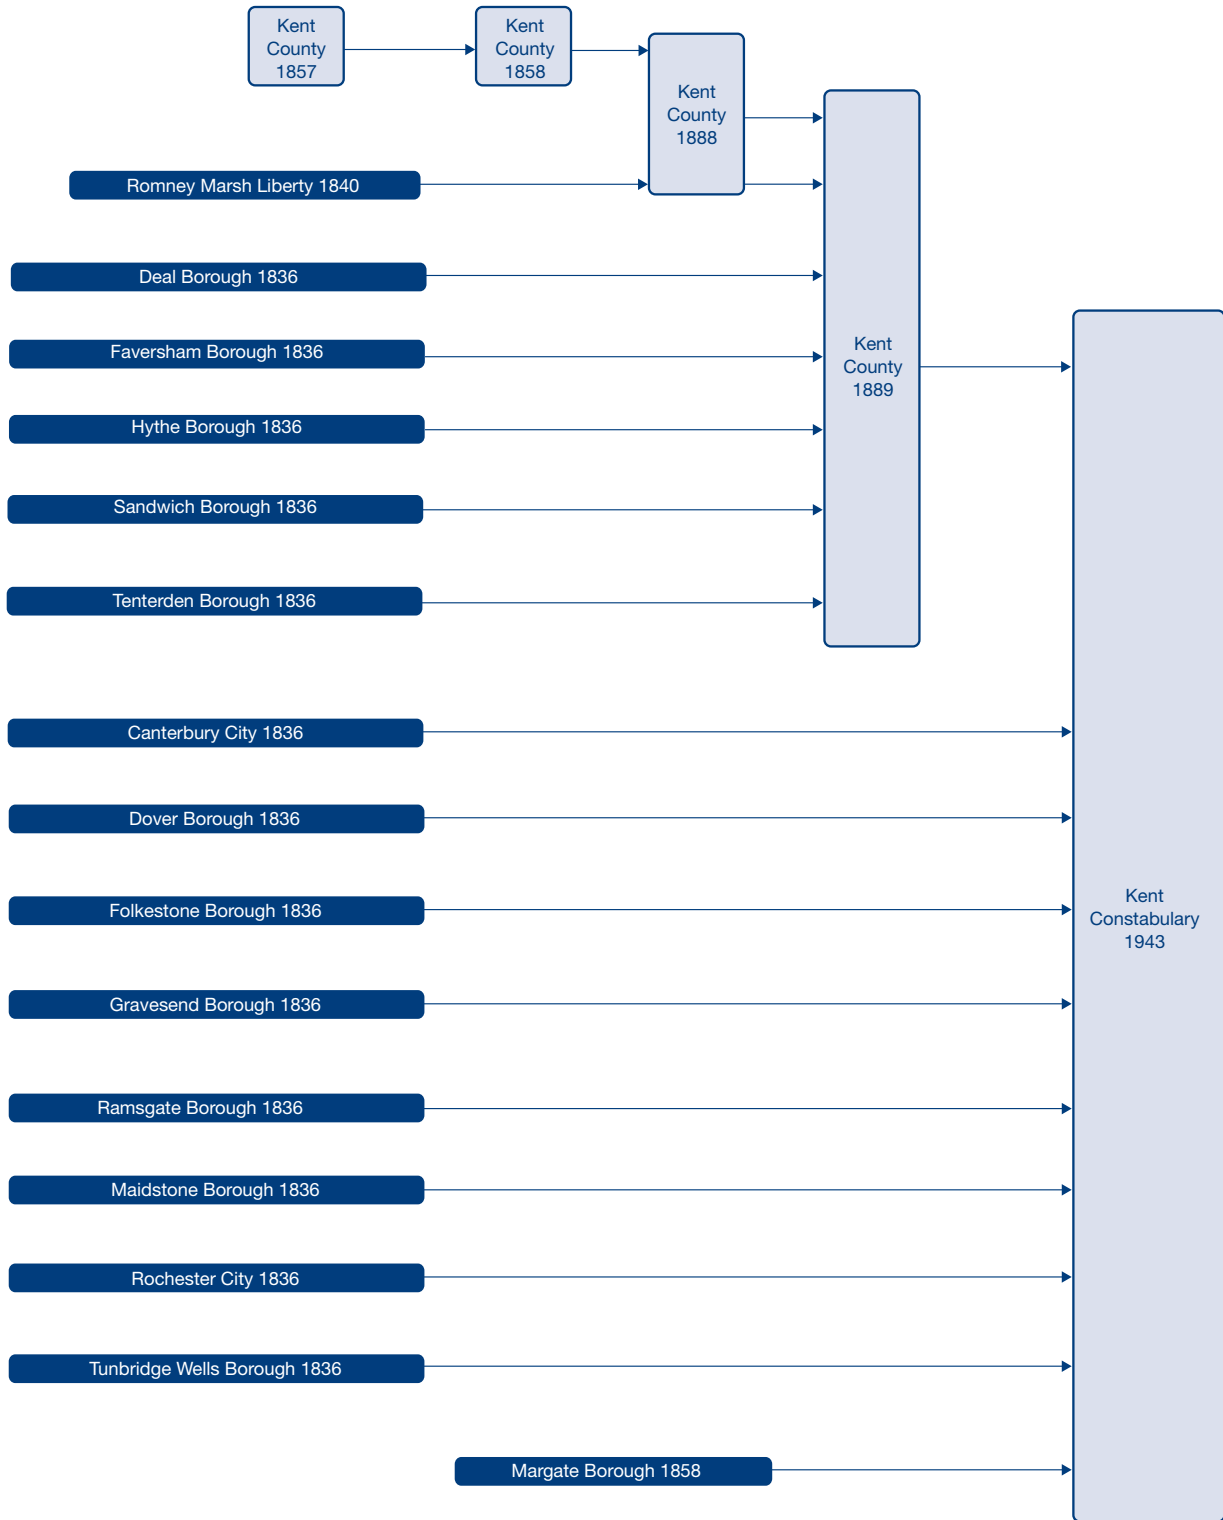 Kent
County
1857
Kent
County
1858
Kent
County
1888
Romney Marsh Liberty 1840
Deal Borough 1836
Faversham Borough 1836
Kent
County
1889
Hythe Borough 1836
Sandwich Borough 1836
Tenterden Borough 1836
Canterbury City 1836
Dover Borough 1836
Folkestone Borough 1836
Kent
Constabulary
1943
Gravesend Borough 1836
Ramsgate Borough 1836
Maidstone Borough 1836
Rochester City 1836
Tunbridge Wells Borough 1836
Margate Borough 1858